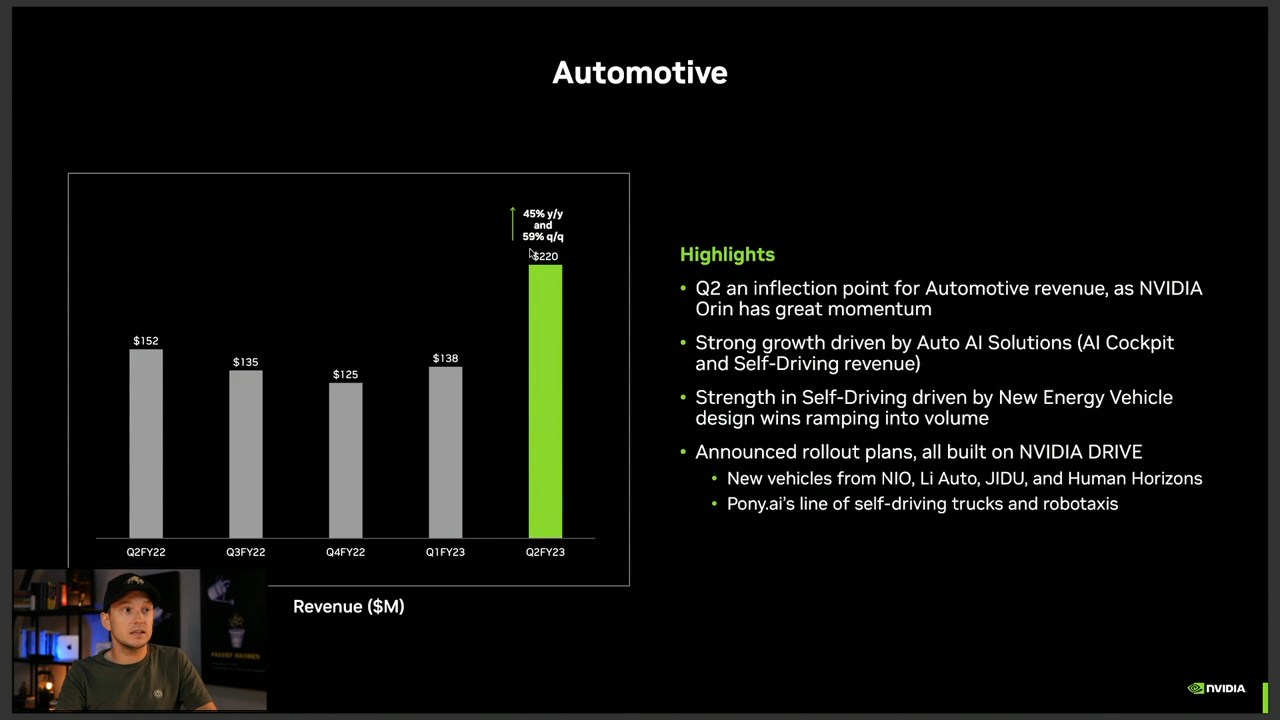 Automotive
45% y/y
and
59% q/q
$220
$152
$135
$125
$138
Q2FY22
Q3FY22
Q4FY22
Q1FY23
Q2FY23
Revenue ($M)
Highlights
• Q2 an inflection point for Automotive revenue, as NVIDIA
Orin has great momentum
• Strong growth driven by Auto AI Solutions (AI Cockpit
and Self-Driving revenue)
• Strength in Self-Driving driven by New Energy Vehicle
design wins ramping into volume
• Announced rollout plans, all built on NVIDIA DRIVE
• New vehicles from NIO, Li Auto, JIDU, and Human Horizons
• Pony.ai's line of self-driving trucks and robotaxis
NVIDIA